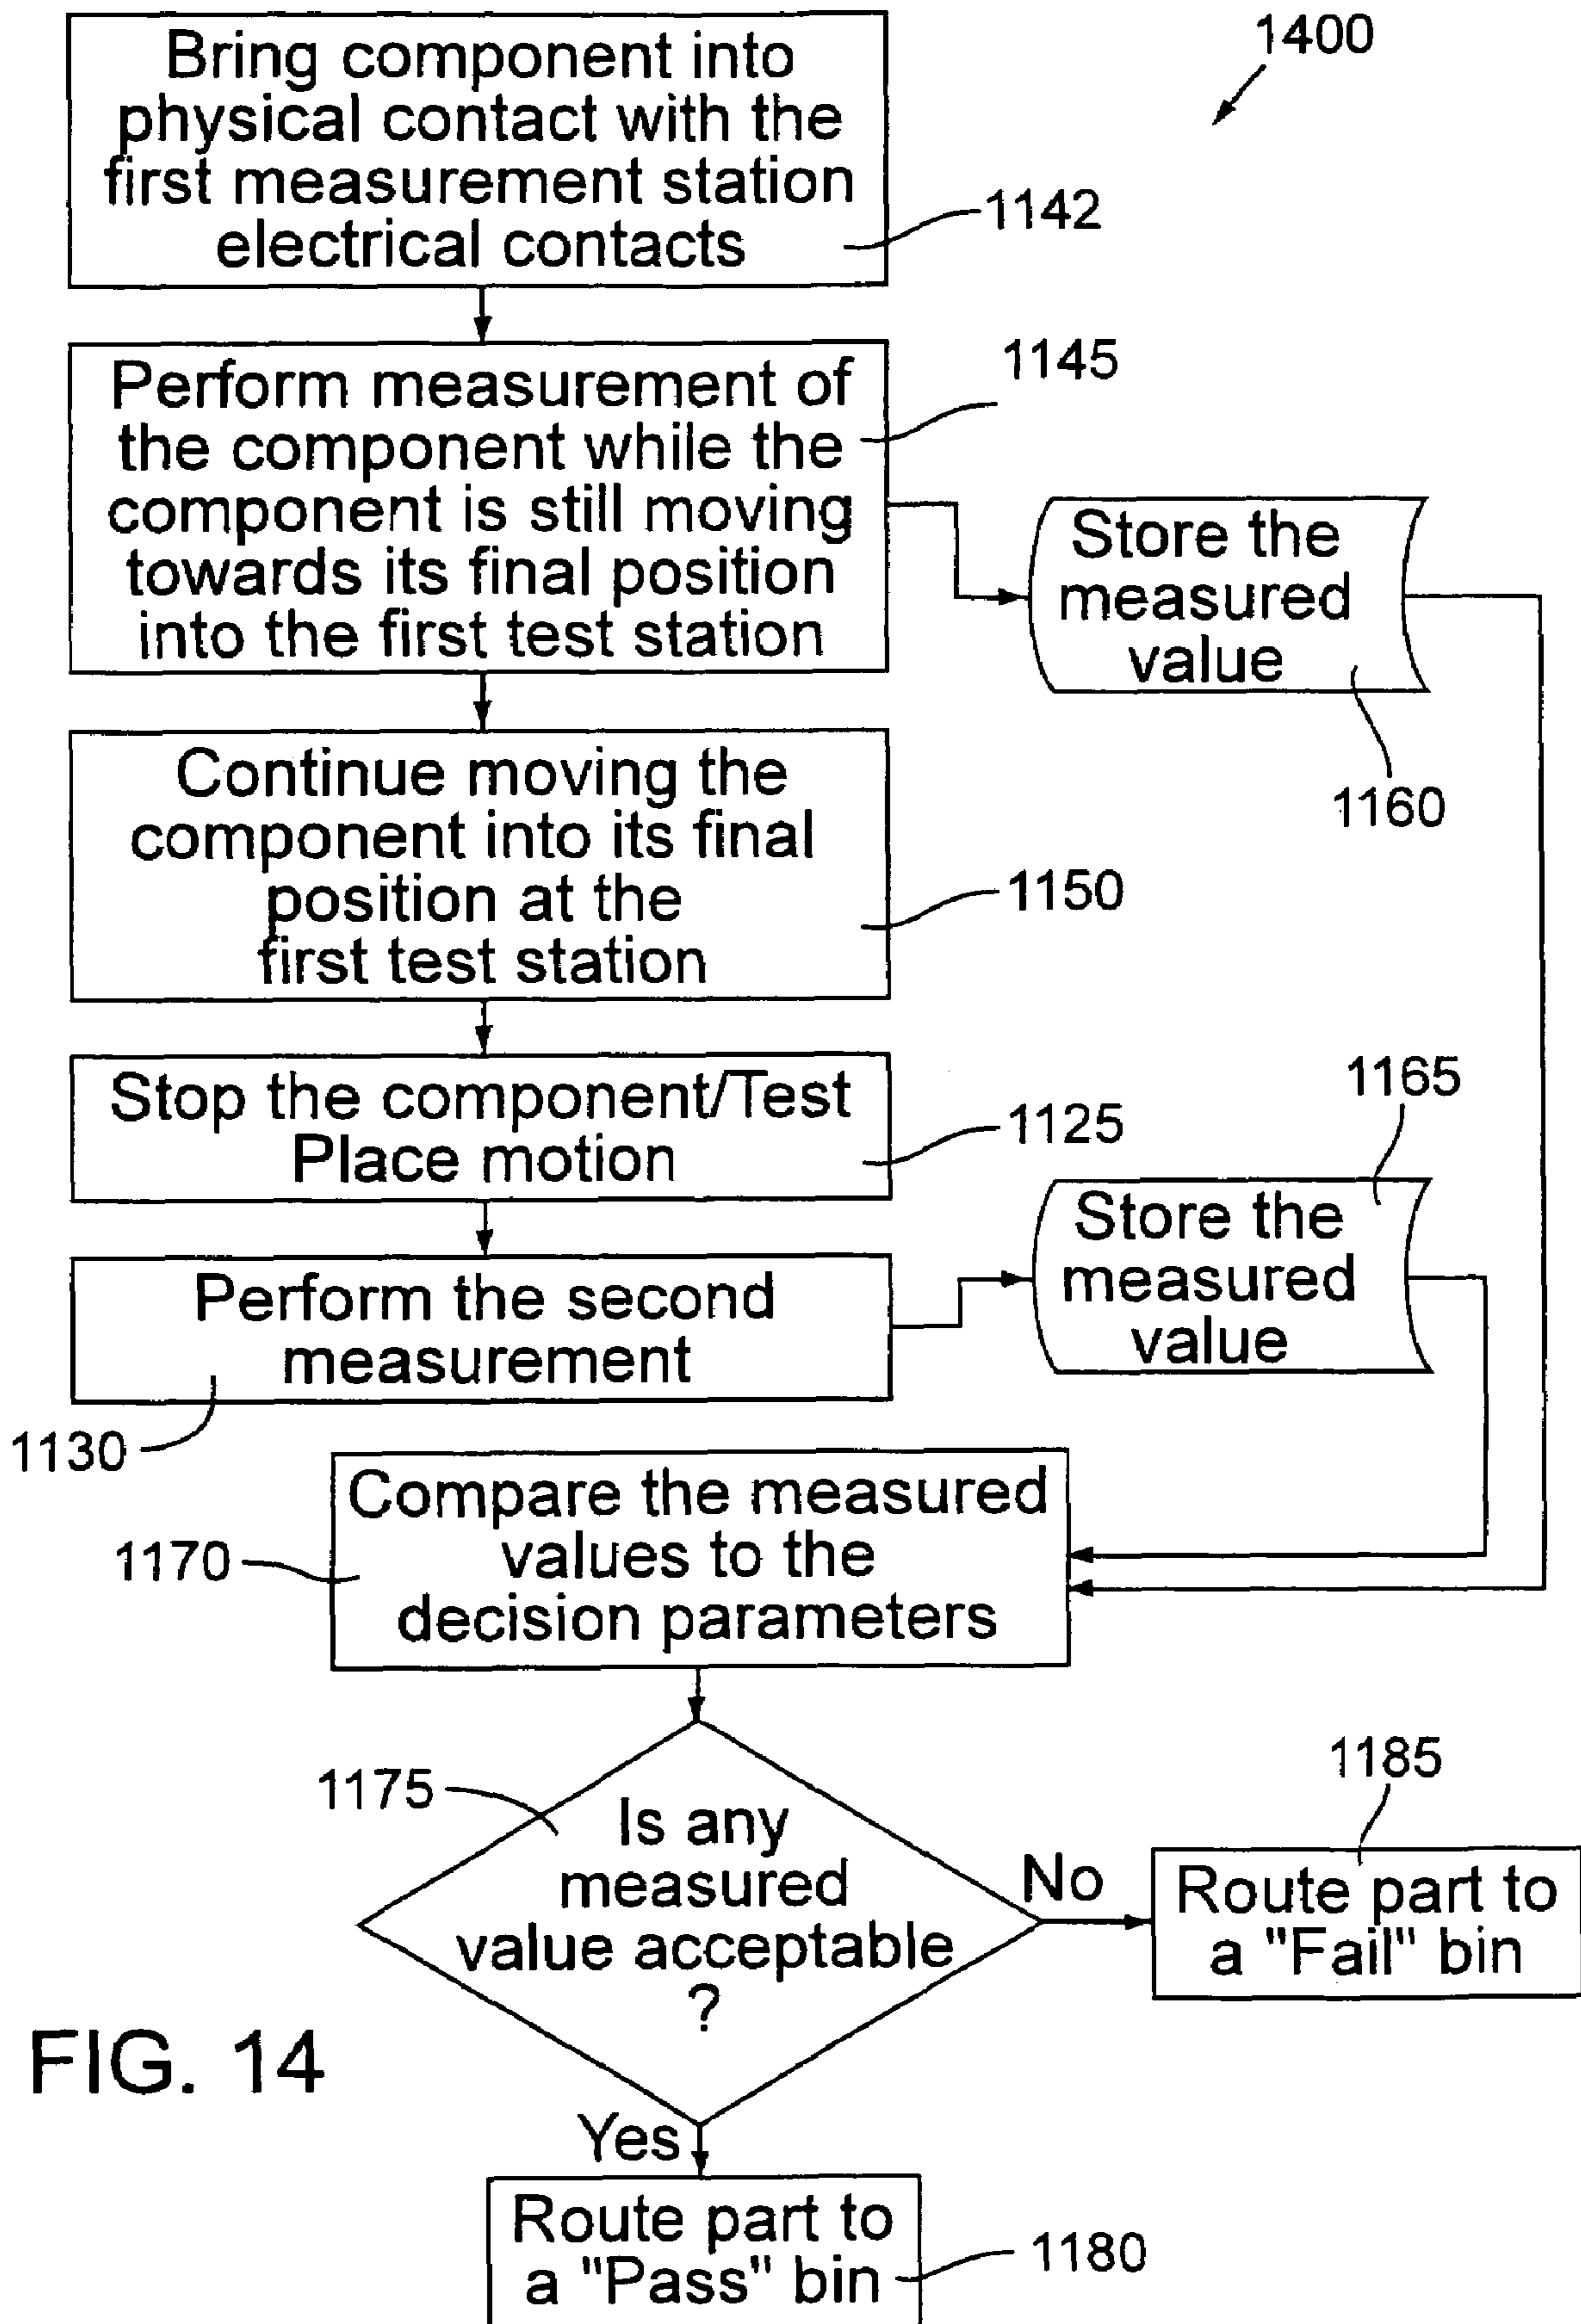 1400
Bring component into
physical contact with the
first measurement station
electrical contacts
1142
Perform measurement of
the component while the
component is still moving
towards its final position
into the first test station
1145
Store the
measured
value
1160
Continue moving the
component into its final
position at the
first test station
1150
Stop the component/Test
Place motion
1125
1165
Store the
measured
value
Perform the second
measurement
1130
Compare the measured
values to the
decision parameters
1170
1175
Is any
measured
value acceptable
?
No
1185
Route part to
a "Fail" bin
FIG. 14
Yes
Route part to
a "Pass" bin
1180